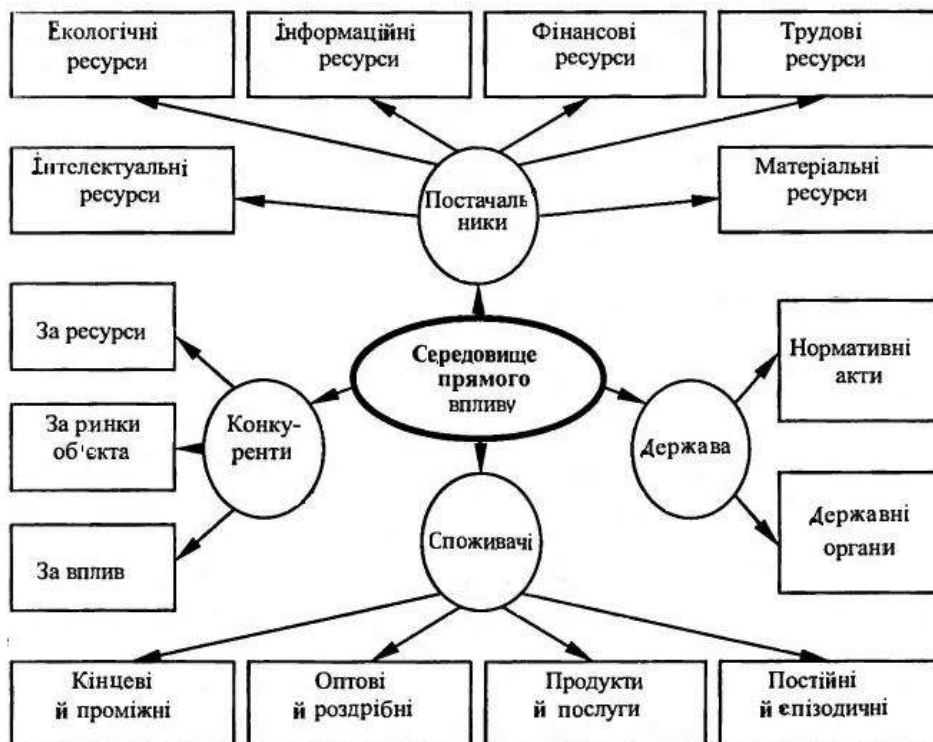 Екологічні
ресурси
Інформаційні
ресурси
Фінансові
ресурси
Трудові
ресурси
Інтелектуальні
ресурси
Постачаль
ники
Матеріальні
ресурси
За ресурси
Середовище
прямого
впливу
Нормативні
акти
За ринки
об'єкта
Конку-
ренти
Держава
Державні
органи
За вплив
Споживачі
Кінцеві
й проміжні
Оптові
й роздрібні
Продукти
й послуги
Постійні
й епізодичні